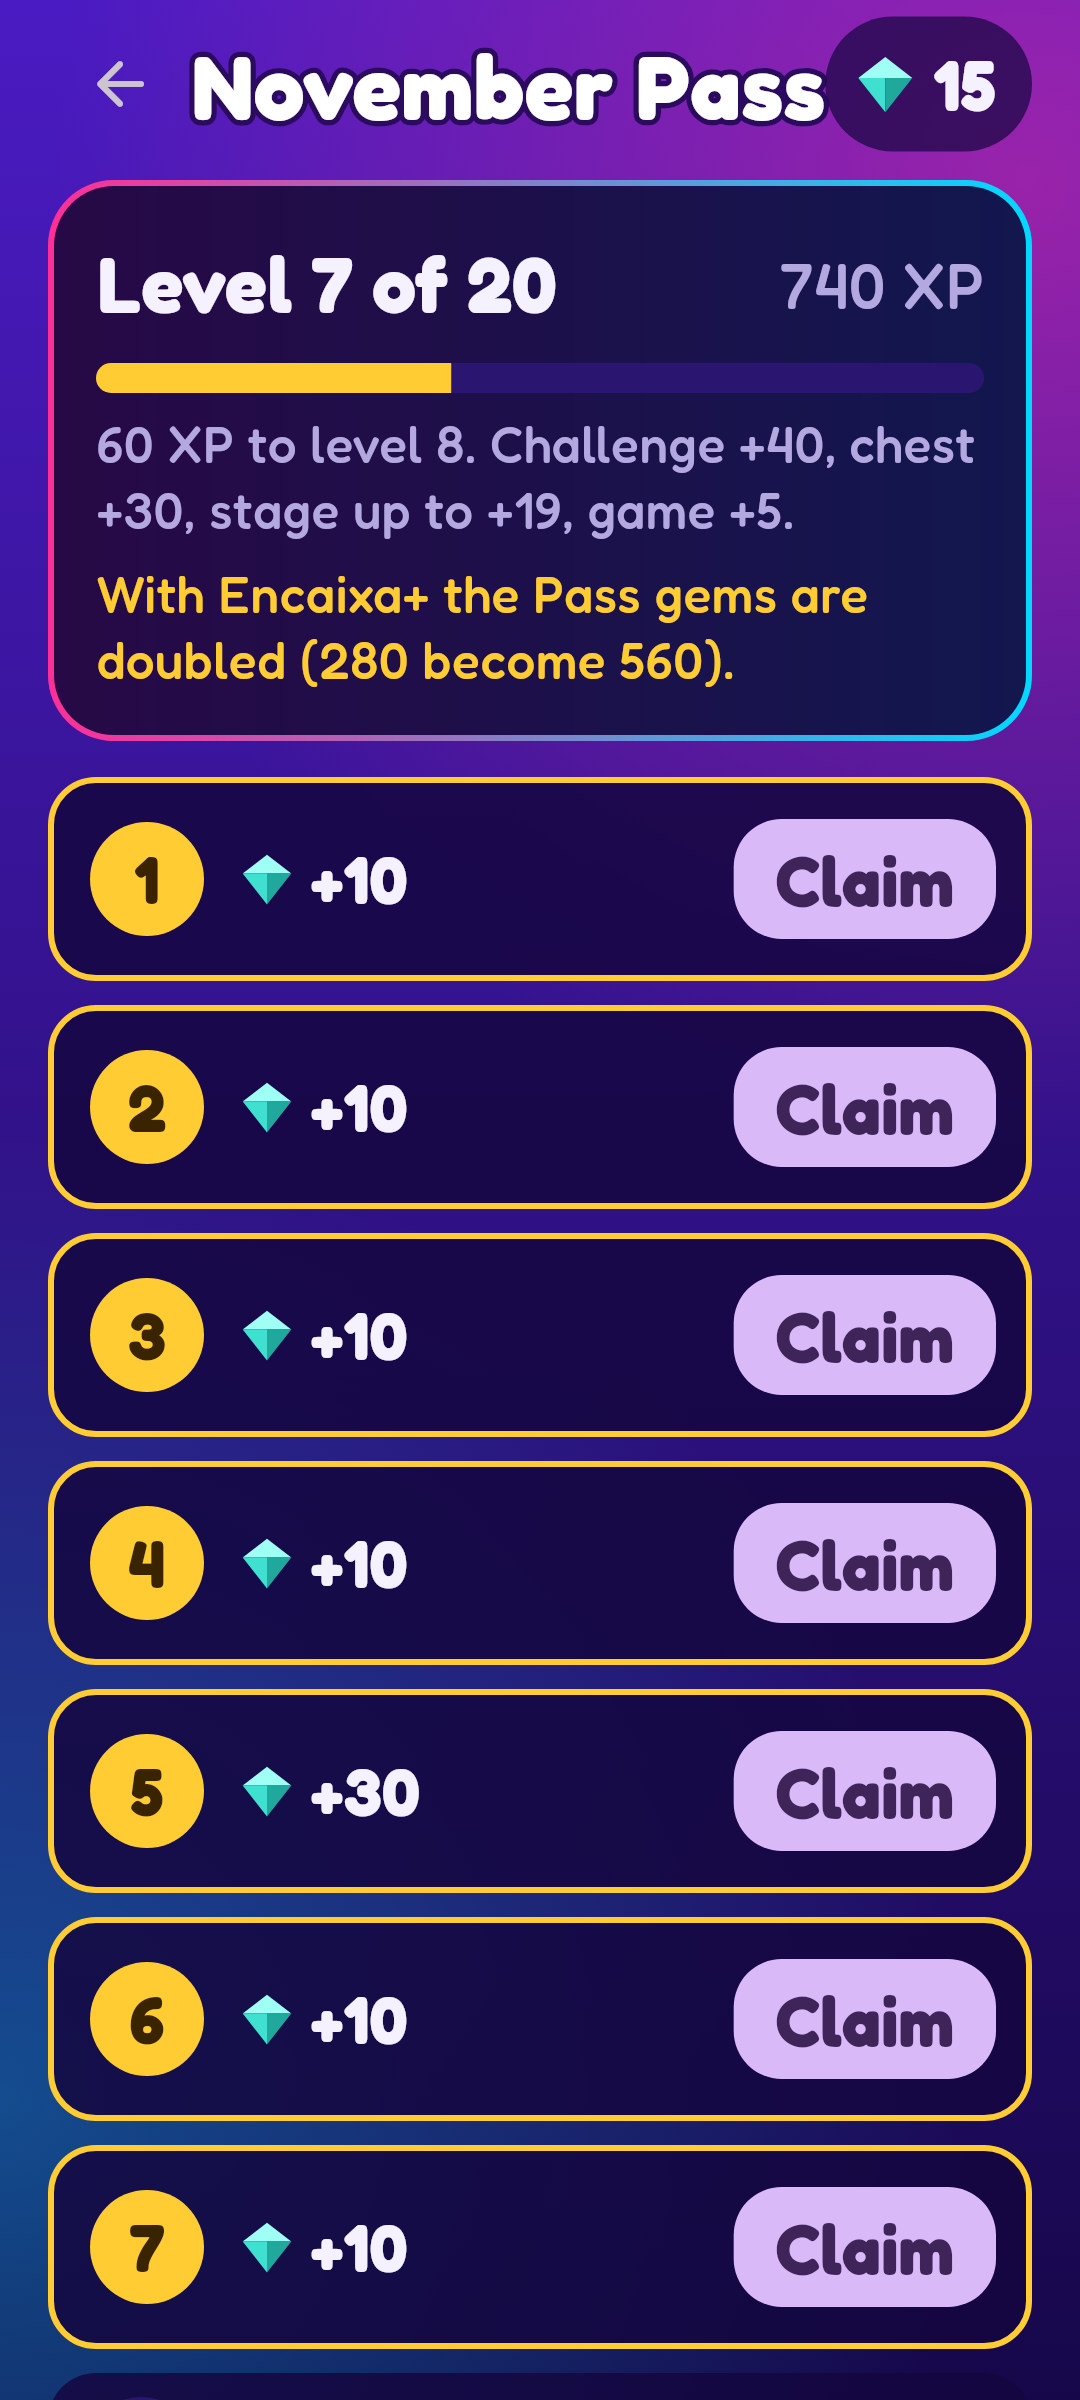 November Pass
15
Level 7 of 20
740 XP
60 XP to level 8. Challenge +40, chest
+30, stage up to +19, game +5.
With Encaixa+ the Pass gems are
doubled (280 become 560).
1
+10
Claim
2
+10
Claim
3
+10
Claim
4
+10
Claim
5
+30
Claim
6
+10
Claim
7
+10
Claim